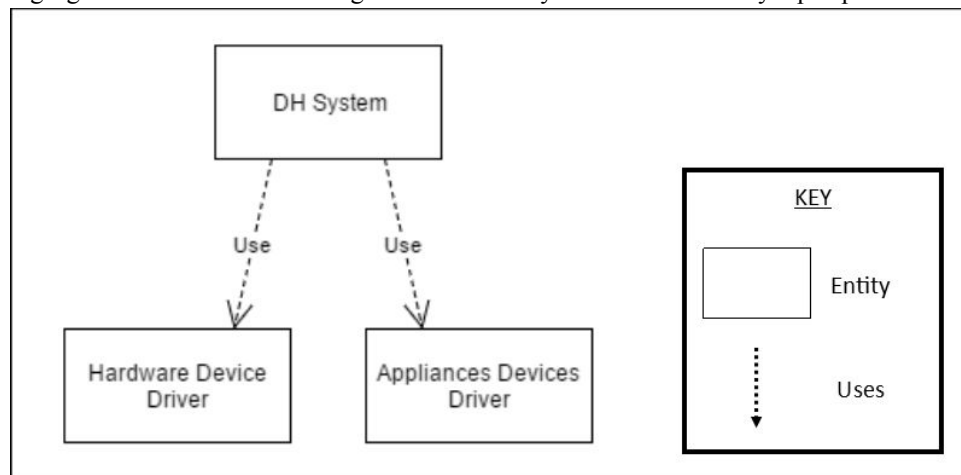 DH System
Use
Use
Hardware Device
Driver
Appliances Devices
Driver
KEY
Entity
Uses